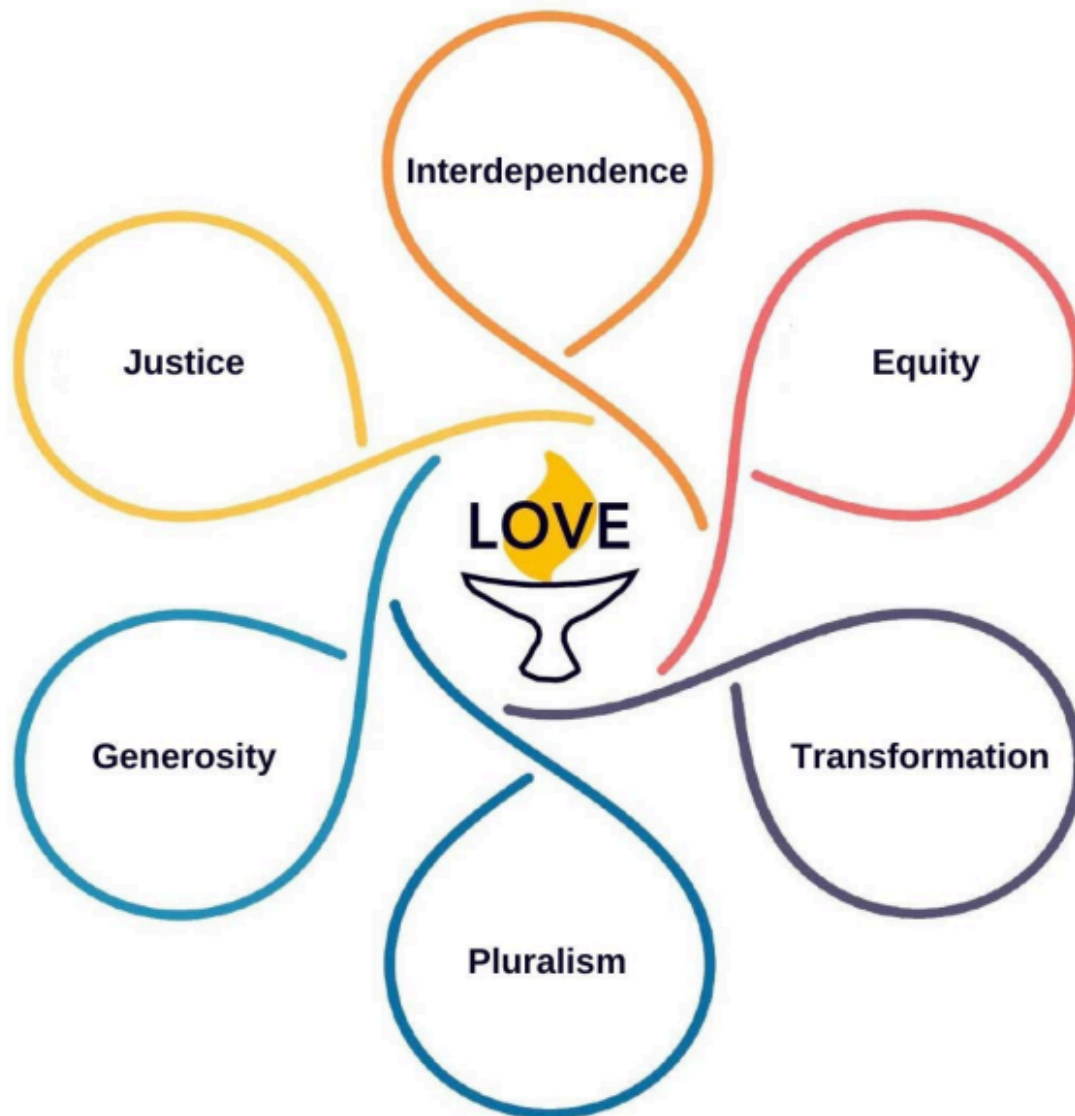 Interdependence
Justice
Equity
LOVE
Generosity
Transformation
Pluralism